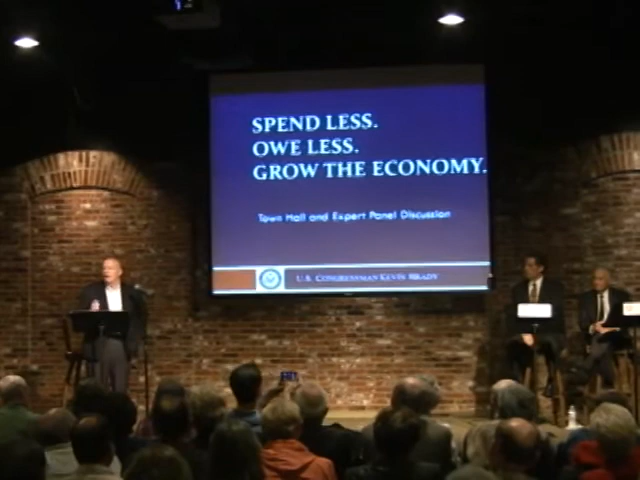 SPEND LESS.
OWE LESS.
GROW THE ECONOMY.
Town Hall and Expert Panel Discussion
U.S. CONGRESSMAN KEVIN BRADY